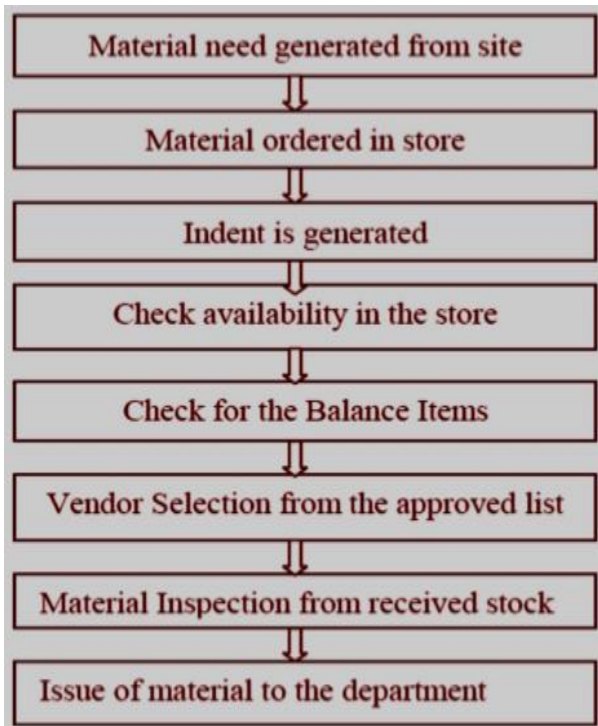 Material need generated from site
Material ordered in store
Indent is generated
Check availability in the store
Check for the Balance Items
Vendor Selection from the approved list
Material Inspection from received stock
Issue of material to the department